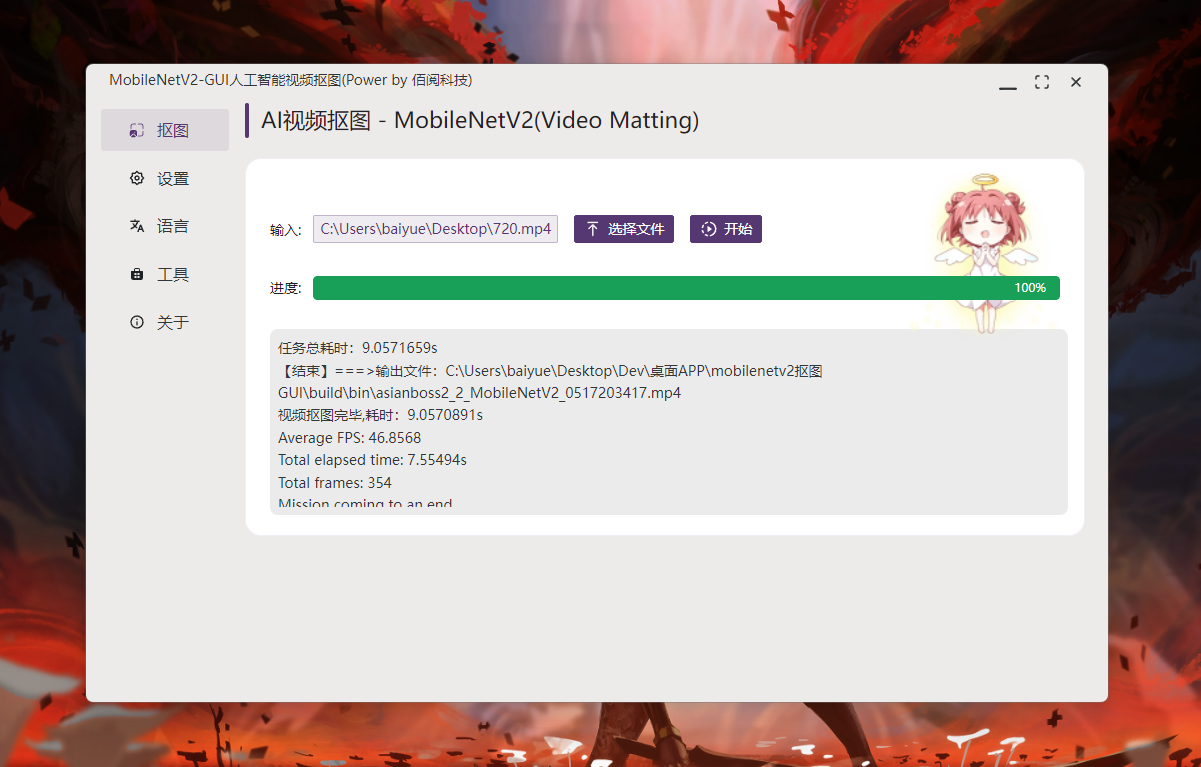 MobileNetV2-GUI人工智能视频抠图(Power by 佰阅科技)
抠图
AI视频抠图 - MobileNetV2(Video Matting)
设置
语言
工具
关于
输入:
C:\Users\baiyue\Desktop\720.mp4
选择文件
开始
进度:
100%
任务总耗时：9.0571659s
【结束】===>输出文件：C:\Users\baiyue\Desktop\Dev\桌面APP\mobilenetv2抠图
GUI\build\bin\asianboss2_2_MobileNetV2_0517203417.mp4
视频抠图完毕,耗时：9.0570891s
Average FPS: 46.8568
Total elapsed time: 7.55494s
Total frames: 354
Mission coming to an end